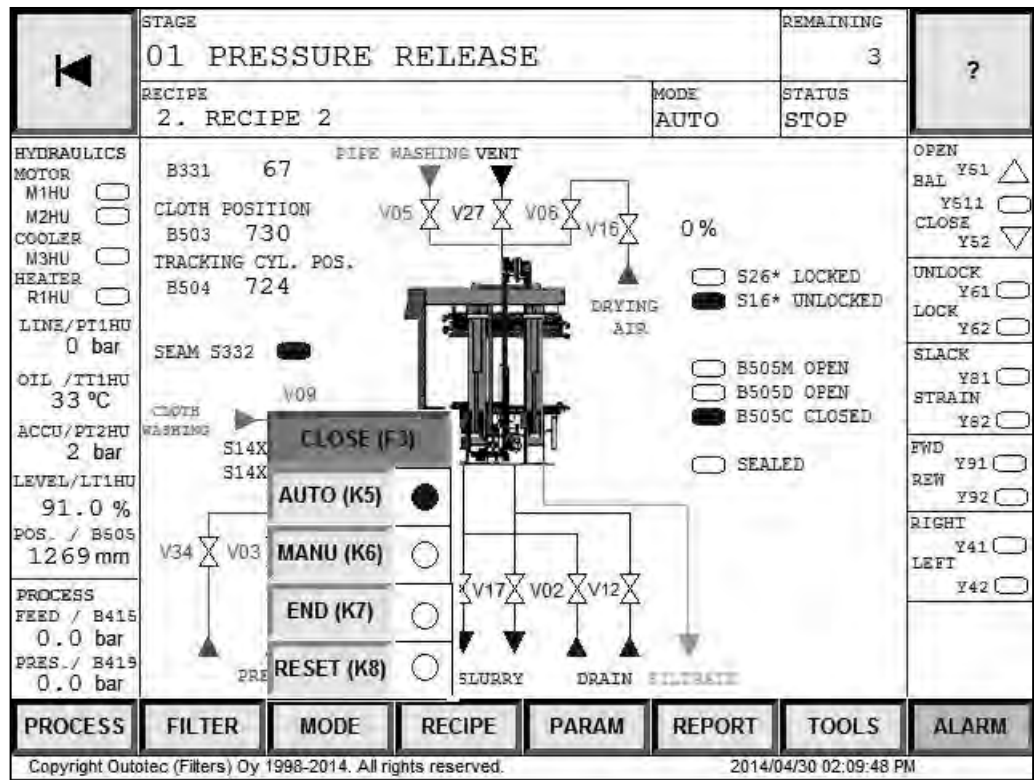 STAGE
01 PRESSURE RELEASE
REMAINING
3
?
RECIPE
2. RECIPE 2
MODE
AUTO
STATUS
STOP
HYDRAULICS
MOTOR
M1HU
M2HU
COOLER
M3HU
HEATER
R1HU
LINE/PT1HU
0 bar
OIL /TT1HU
33 °C
ACCU/PT2HU
2 bar
LEVEL/LT1HU
91.0 %
POS. / B505
1269 mm
PROCESS
FEED / B415
0.0 bar
PRES./ B419
0.0 bar
B331 67
CLOTH POSITION
B503 730
TRACKING CYL. POS.
B504 724
SEAM S332
PIPE WASHING VENT
V05 V27 V06 V16
0%
DRYING
AIR
S26* LOCKED
S16* UNLOCKED
B505M OPEN
B505D OPEN
B505C CLOSED
SEALED
V09
CLOTH
WASHING
S14X
S14X
CLOSE (F3)
AUTO (K5)
MANU (K6)
END (K7)
RESET (K8)
V34 V03 V17 V02 V12
PRE SLURRY DRAIN FILTRATE
OPEN
Y51
BAL
Y511
CLOSE
Y52
UNLOCK
Y61
LOCK
Y62
SLACK
Y81
STRAIN
Y82
FWD
Y91
REW
Y92
RIGHT
Y41
LEFT
Y42
PROCESS FILTER MODE RECIPE PARAM REPORT TOOLS ALARM
Copyright Outotec (Filters) Oy 1998-2014. All rights reserved. 2014/04/30 02:09:48 PM